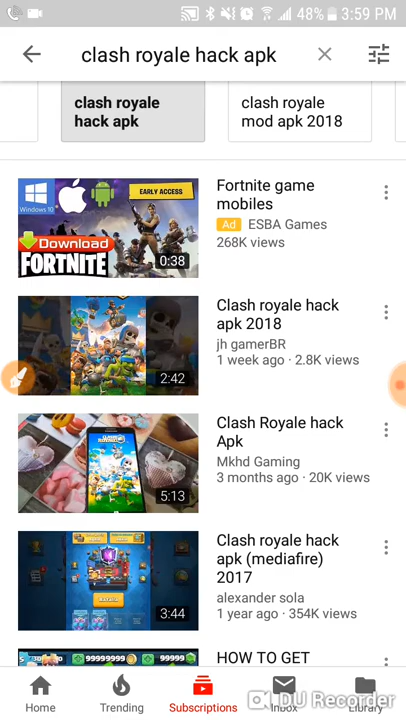 48% 3:59 PM
clash royale hack apk
clash royale
hack apk
clash royale
mod apk 2018
Windows 10
EARLY ACCESS
Download
FORTNITE
0:38
Fortnite game
mobiles
Ad ESBA Games
268K views
2:42
Clash royale hack
apk 2018
jh gamerBR
1 week ago · 2.8K views
5:13
Clash Royale hack
Apk
Mkhd Gaming
3 months ago · 20K views
3:44
Clash royale hack
apk (mediafire)
2017
alexander sola
1 year ago · 354K views
HOW TO GET
Home
Trending
Subscriptions
Inbox
Library
DU Recorder